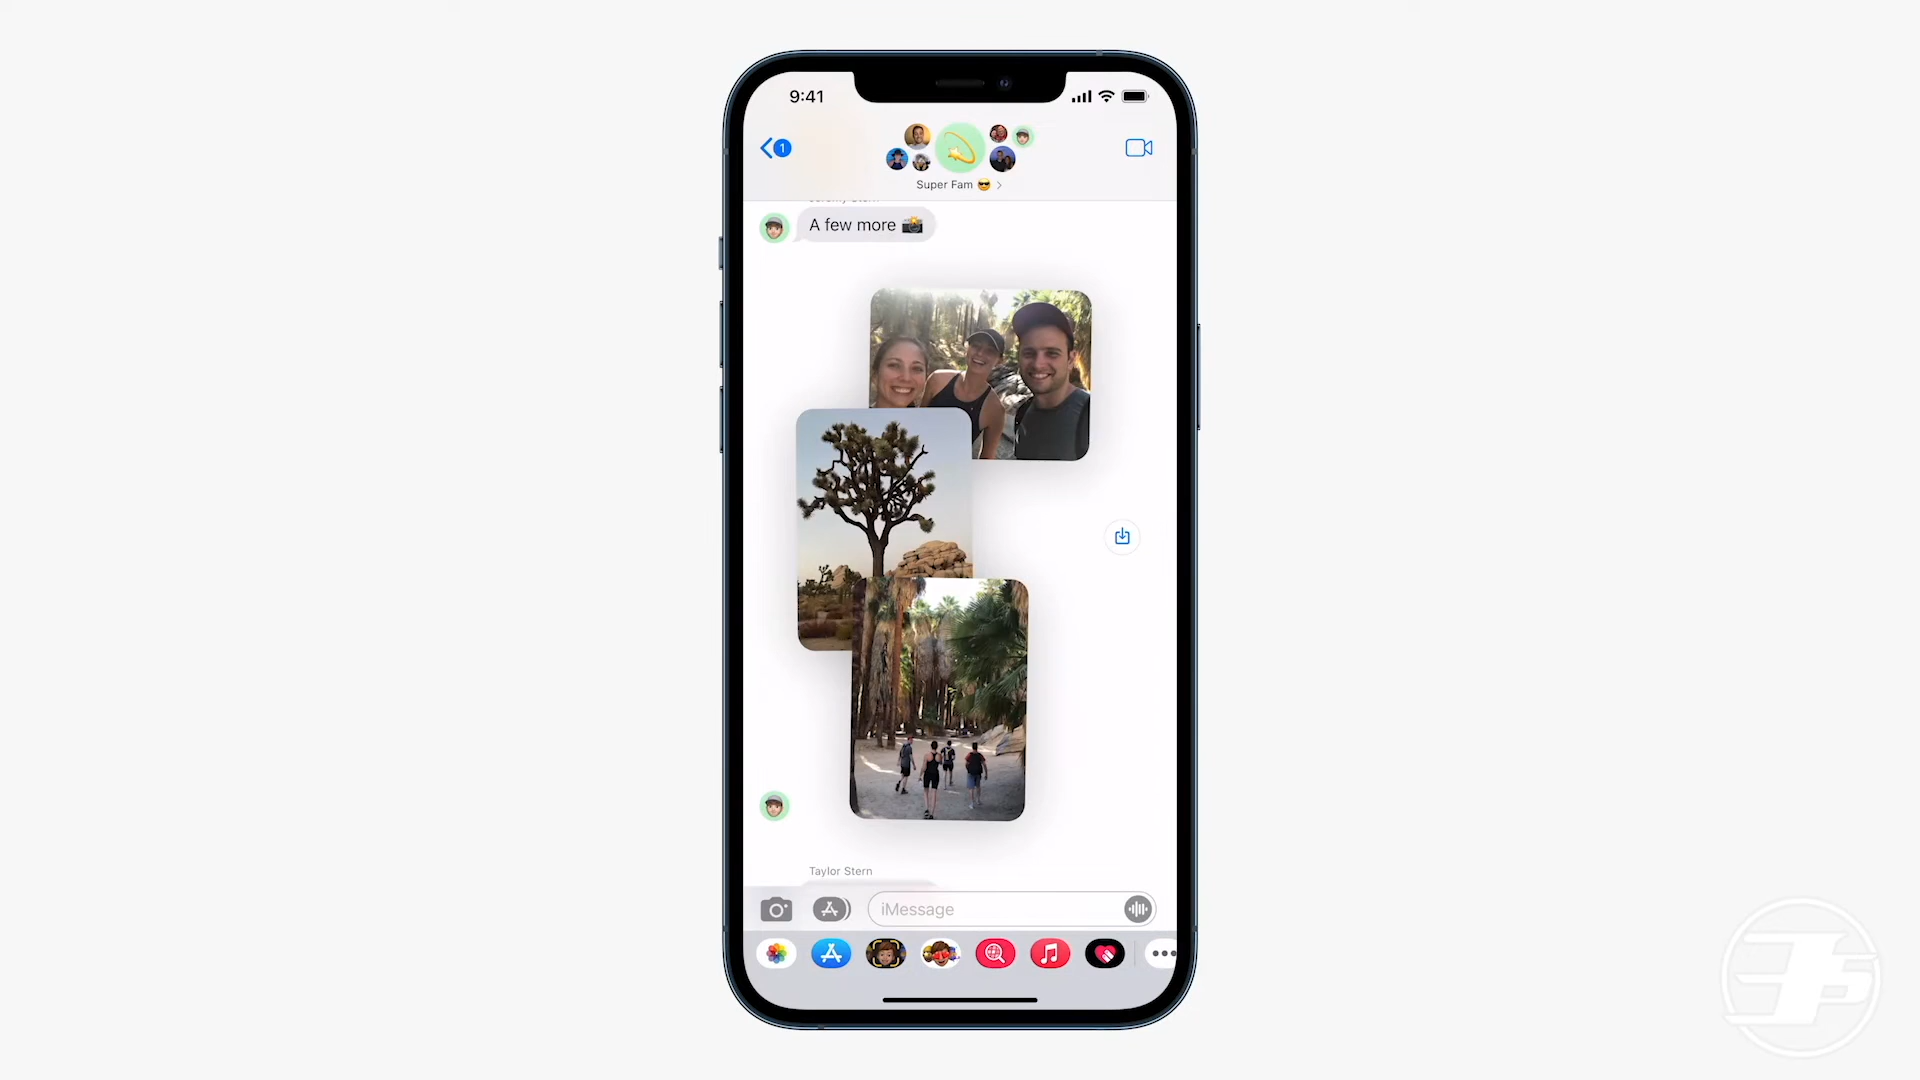 9:41
1
Super Fam 😎 >
A few more 📸
Taylor Stern
iMessage